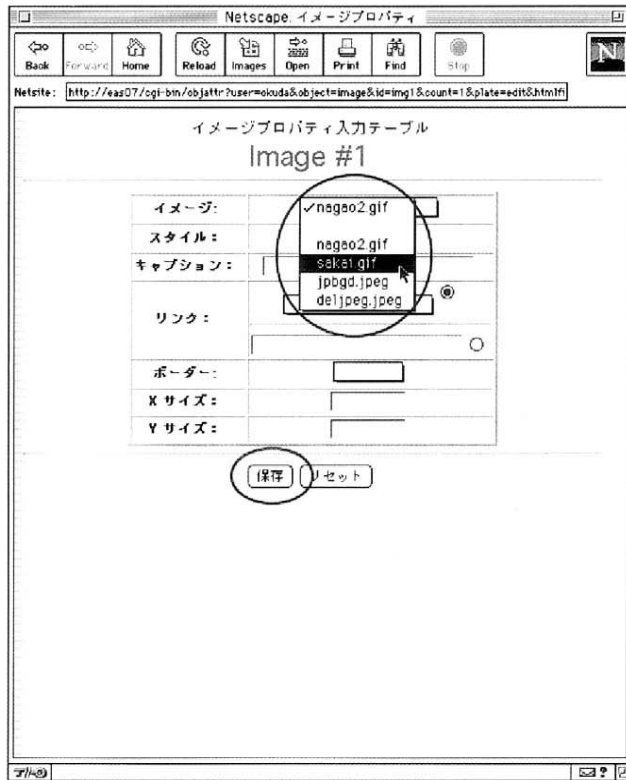 Netscape: イメージプロパティ
Back Forward Home Reload Images Open Print Find Stop
N
Netsite: http://eas07/cgi-bin/objattr?user=okuda&object=image&id=img1&count=1&plate=edit&htmlfi
イメージプロパティ入力テーブル
Image #1
イメージ: ✓nagao2.gif
nagao2.gif
スタイル:
sakai.gif
キャプション:
jpbgd.jpeg
deljpeg.jpeg
リンク:
ボーダー:
X サイズ:
Y サイズ:
保存 リセット
?